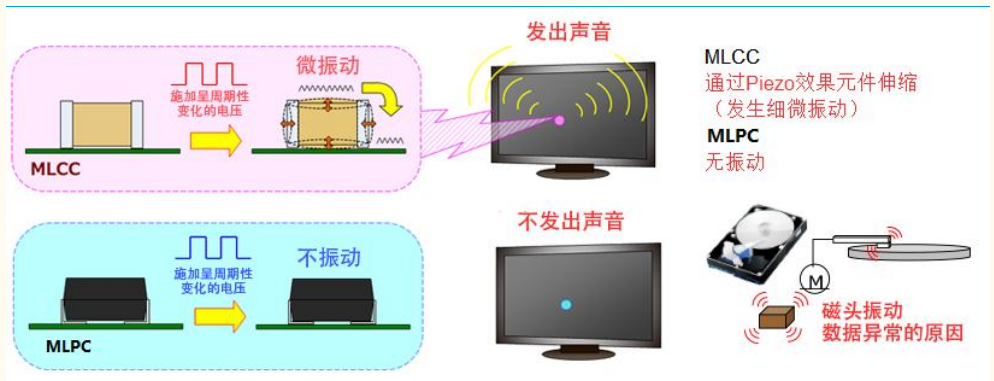 发出声音
微振动
施加呈周期性
变化的电压
MLCC
MLCC
通过Piezo效果元件伸缩
（发生细微振动）
MLPC
无振动
不发出声音
不振动
施加呈周期性
变化的电压
MLPC
M
磁头振动
数据异常的原因